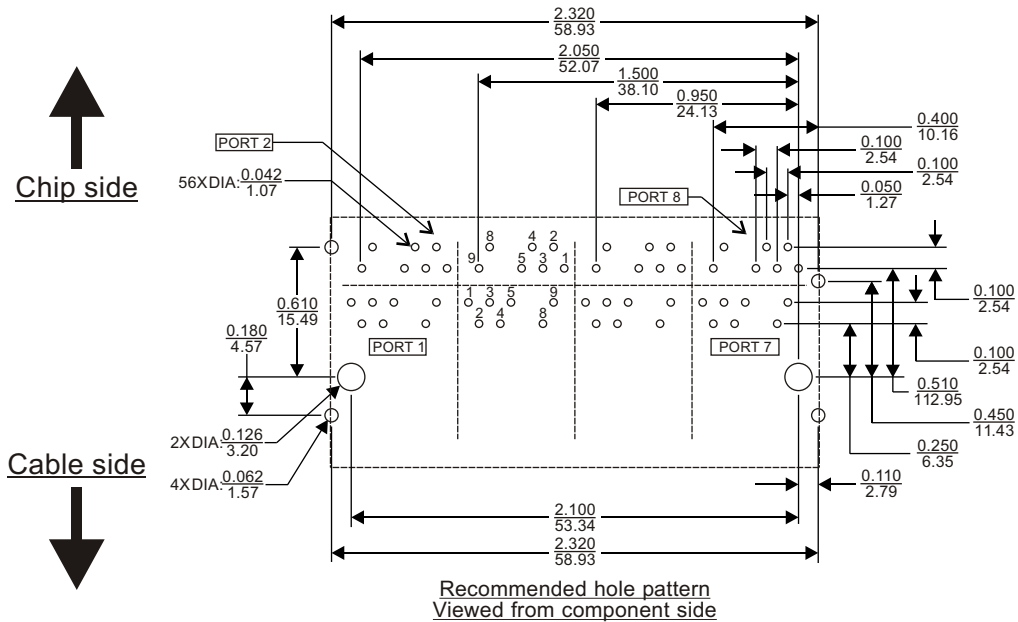 2.320
58.93
2.050
52.07
1.500
38.10
0.950
24.13
0.400
10.16
0.100
2.54
0.100
2.54
0.050
1.27
PORT 2
Chip side
56XDIA: 0.042
1.07
PORT 8
8 4 2
9 5 3 1
1 3 5 9
2 4 8
0.610
15.49
0.180
4.57
PORT 1
PORT 7
0.100
2.54
0.100
2.54
0.510
112.95
0.450
11.43
0.250
6.35
0.110
2.79
2XDIA: 0.126
3.20
Cable side
4XDIA: 0.062
1.57
2.100
53.34
2.320
58.93
Recommended hole pattern
Viewed from component side